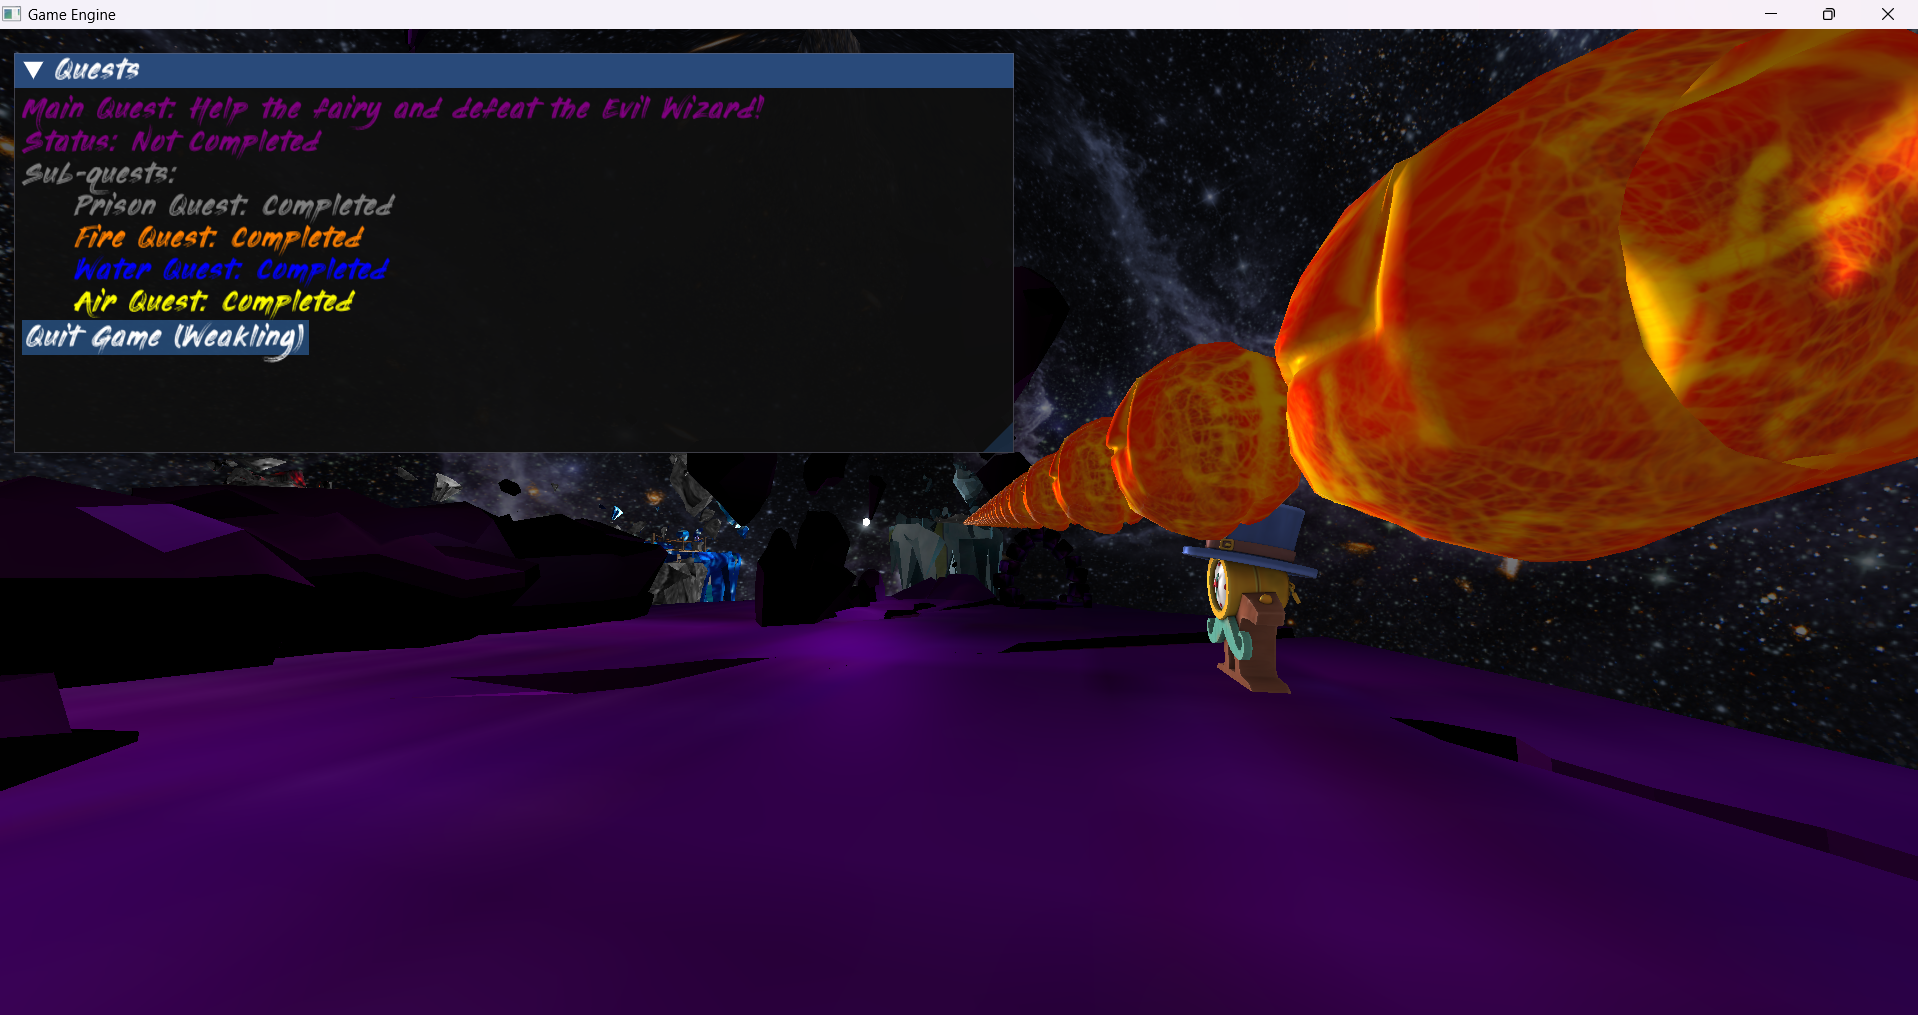 Game Engine
Quests
Main Quest: Help the fairy and defeat the Evil Wizard!
Status: Not Completed
Sub-quests:
Prison Quest: Completed
Fire Quest: Completed
Water Quest: Completed
Air Quest: Completed
Quit Game (Weakling)